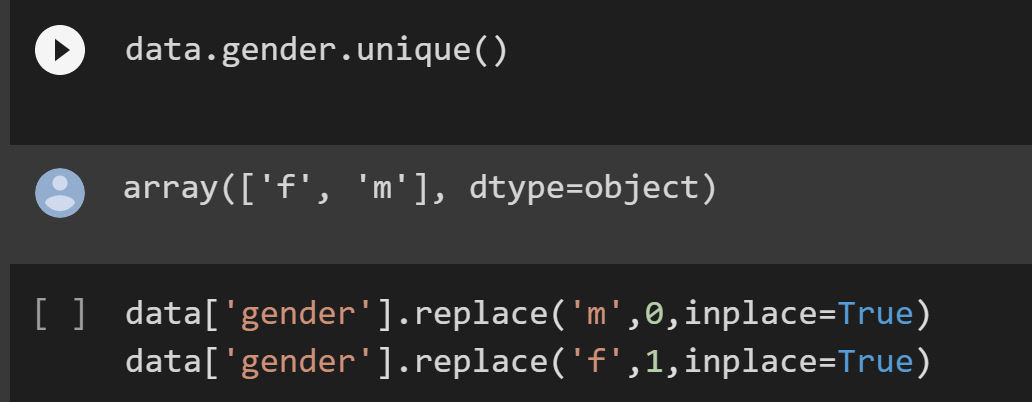 data.gender.unique()
array(['f', 'm'], dtype=object)
[ ] data['gender'].replace('m',0,inplace=True)
data['gender'].replace('f',1,inplace=True)